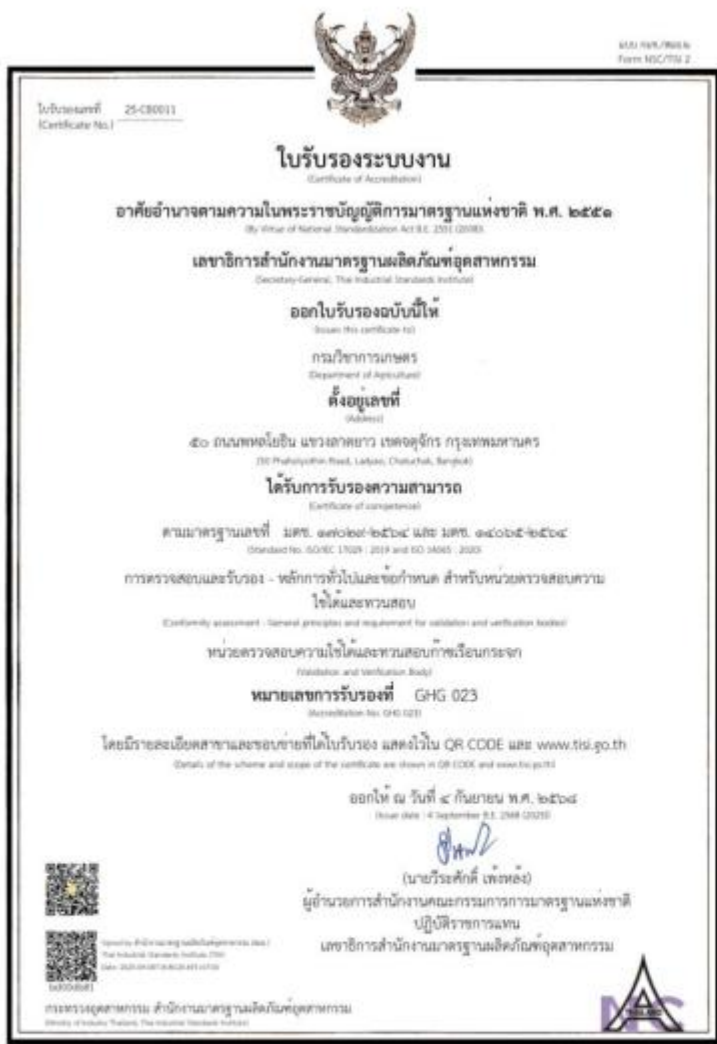 แบบ กมช./สมอ.๒
Form NSC/TISI 2
ใบรับรองเลขที่ 25-CB0011
(Certificate No.)
ใบรับรองระบบงาน
(Certificate of Accreditation)
อาศัยอำนาจตามความในพระราชบัญญัติการมาตรฐานแห่งชาติ พ.ศ. ๒๕๕๑
(By Virtue of National Standardization Act B.E. 2551 (2008))
เลขาธิการสำนักงานมาตรฐานผลิตภัณฑ์อุตสาหกรรม
(Secretary-General, Thai Industrial Standards Institute)
ออกใบรับรองฉบับนี้ให้
(Issues this certificate to)
กรมวิชาการเกษตร
(Department of Agriculture)
ตั้งอยู่เลขที่
(Address)
๕๐ ถนนพหลโยธิน แขวงลาดยาว เขตจตุจักร กรุงเทพมหานคร
(50 Phaholyothin Road, Ladyao, Chatuchak, Bangkok)
ได้รับการรับรองความสามารถ
(Certificate of competence)
ตามมาตรฐานเลขที่ มตช. ๑๗๐๒๙-๒๕๖๔ และ มตช. ๑๔๐๖๕-๒๕๖๔
(Standard No. ISO/IEC 17029 : 2019 and ISO 14065 : 2020)
การตรวจสอบและรับรอง - หลักการทั่วไปและข้อกำหนด สำหรับหน่วยตรวจสอบความ
ใช้ได้และทวนสอบ
(Conformity assessment - General principles and requirement for validation and verification bodies)
หน่วยตรวจสอบความใช้ได้และทวนสอบก๊าซเรือนกระจก
(Validation and Verification Body)
หมายเลขการรับรองที่ GHG 023
(Accreditation No. GHG 023)
โดยมีรายละเอียดสาขาและขอบข่ายที่ได้ใบรับรอง แสดงไว้ใน QR CODE และ www.tisi.go.th
(Details of the scheme and scope of the certificate are shown in QR CODE and www.tisi.go.th)
ออกให้ ณ วันที่ ๔ กันยายน พ.ศ. ๒๕๖๘
(Issue date : 4 September B.E. 2568 (2025))
(นายวีระศักดิ์ เพ้งหล้ง)
ผู้อำนวยการสำนักงานคณะกรรมการการมาตรฐานแห่งชาติ
ปฏิบัติราชการแทน
เลขาธิการสำนักงานมาตรฐานผลิตภัณฑ์อุตสาหกรรม
กระทรวงอุตสาหกรรม สำนักงานมาตรฐานผลิตภัณฑ์อุตสาหกรรม
(Ministry of Industry Thailand, Thai Industrial Standards Institute)
NSC
THAILAND